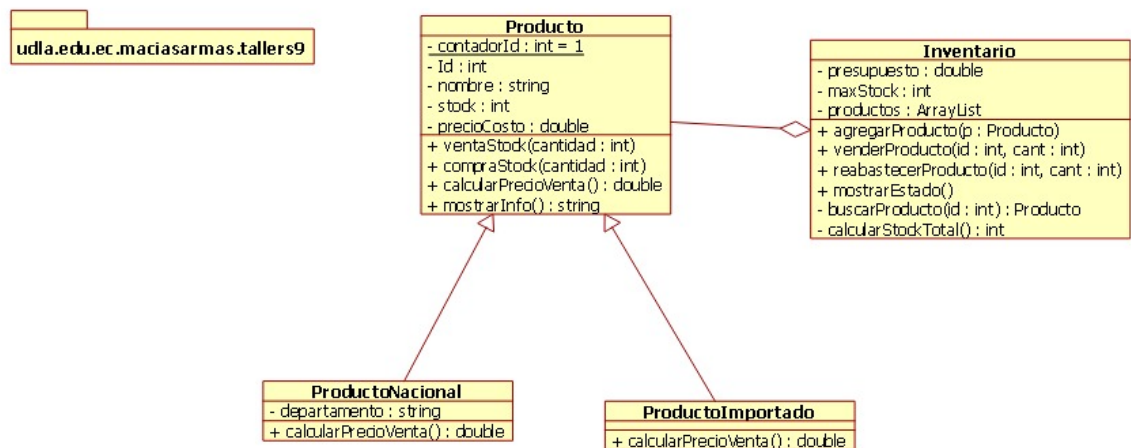 udla.edu.ec.maciasarmas.tallers9
Producto
- contadorId : int = 1
- Id : int
- nombre : string
- stock : int
- precioCosto : double
+ ventaStock(cantidad : int)
+ compraStock(cantidad : int)
+ calcularPrecioVenta() : double
+ mostrarInfo() : string
Inventario
- presupuesto : double
- maxStock : int
- productos : ArrayList
+ agregarProducto(p : Producto)
+ venderProducto(id : int, cant : int)
+ reabastecerProducto(id : int, cant : int)
+ mostrarEstado()
- buscarProducto(id : int) : Producto
- calcularStockTotal() : int
ProductoNacional
- departamento : string
+ calcularPrecioVenta() : double
ProductoImportado
+ calcularPrecioVenta() : double